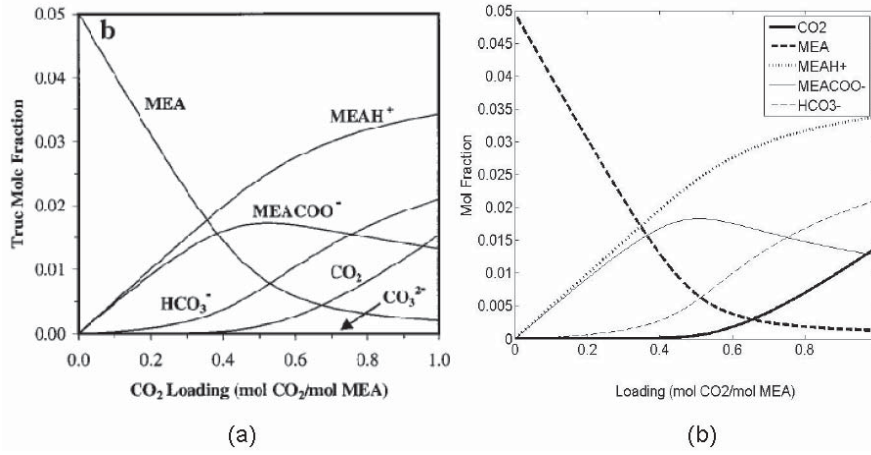 b
0.05
0.04
0.03
0.02
0.01
0.00
True Mole Fraction
MEA
MEAH⁺
MEACOO⁻
HCO₃⁻
CO₂
CO₃²⁻
0.0 0.2 0.4 0.6 0.8 1.0
CO₂ Loading (mol CO₂/mol MEA)
(a)
0.05
0.045
0.04
0.035
0.03
0.025
0.02
0.015
0.01
0.005
0
Mol Fraction
CO2
MEA
MEAH+
MEACOO-
HCO3-
0 0.2 0.4 0.6 0.8
Loading (mol CO2/mol MEA)
(b)